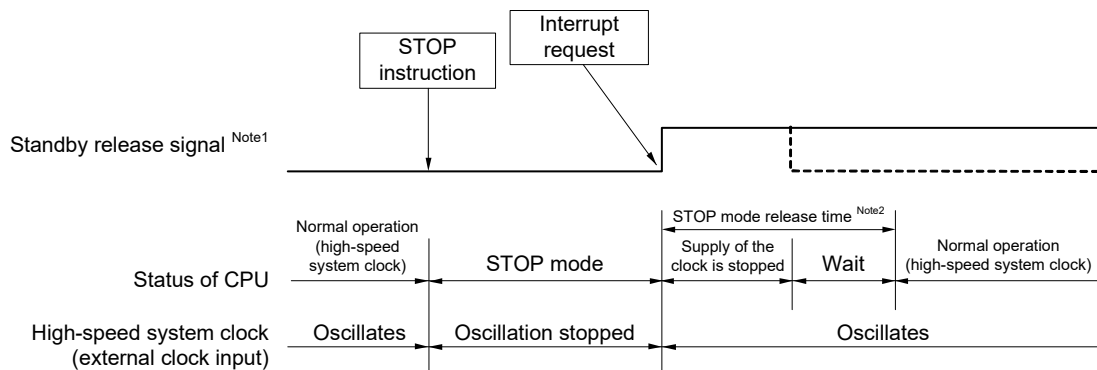 Interrupt
request
STOP
instruction
Standby release signal Note1
STOP mode release time Note2
Normal operation
(high-speed
system clock)
Supply of the
clock is stopped
Normal operation
(high-speed system clock)
Status of CPU
STOP mode
Wait
High-speed system clock
(external clock input)
Oscillates
Oscillation stopped
Oscillates